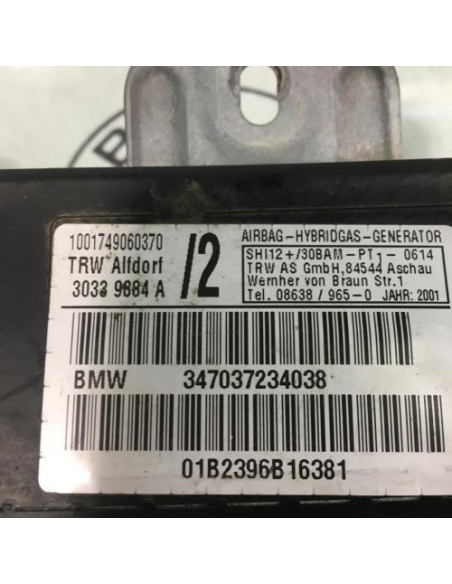 1001749060370
TRW Alfdorf
3033 9884 A
/2
AIRBAG-HYBRIDGAS-GENERATOR
SHI12+/30BAM-PT1- 0614
TRW AS GmbH,84544 Aschau
Wernher von Braun Str.1
Tel. 08638 / 965-0 JAHR: 2001
BMW 347037234038
01B2396B16381